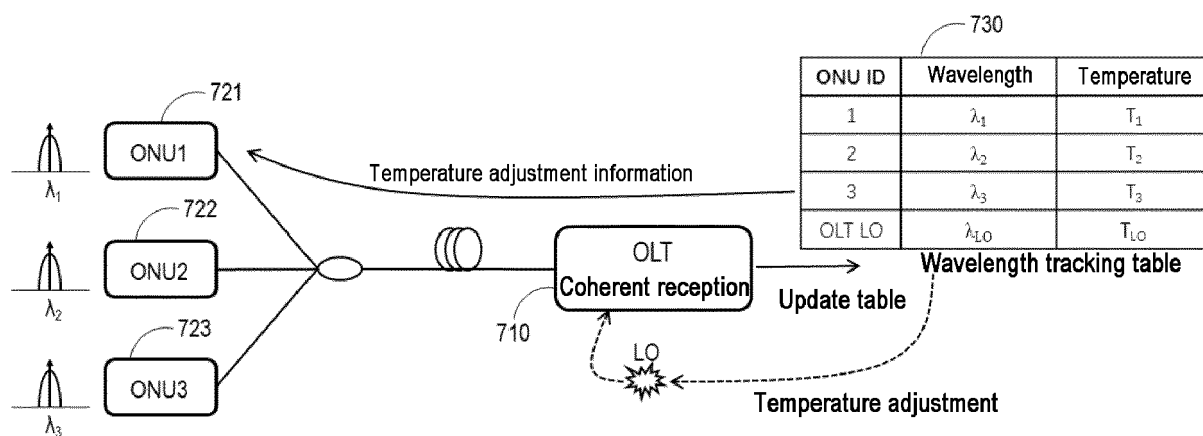 730
ONU ID Wavelength Temperature
1 λ₁ T₁
2 λ₂ T₂
3 λ₃ T₃
OLT LO λLO TLO
Wavelength tracking table
721
ONU1
λ₁
Temperature adjustment information
722
ONU2
λ₂
OLT
Coherent reception
710
Update table
723
ONU3
λ₃
LO
Temperature adjustment